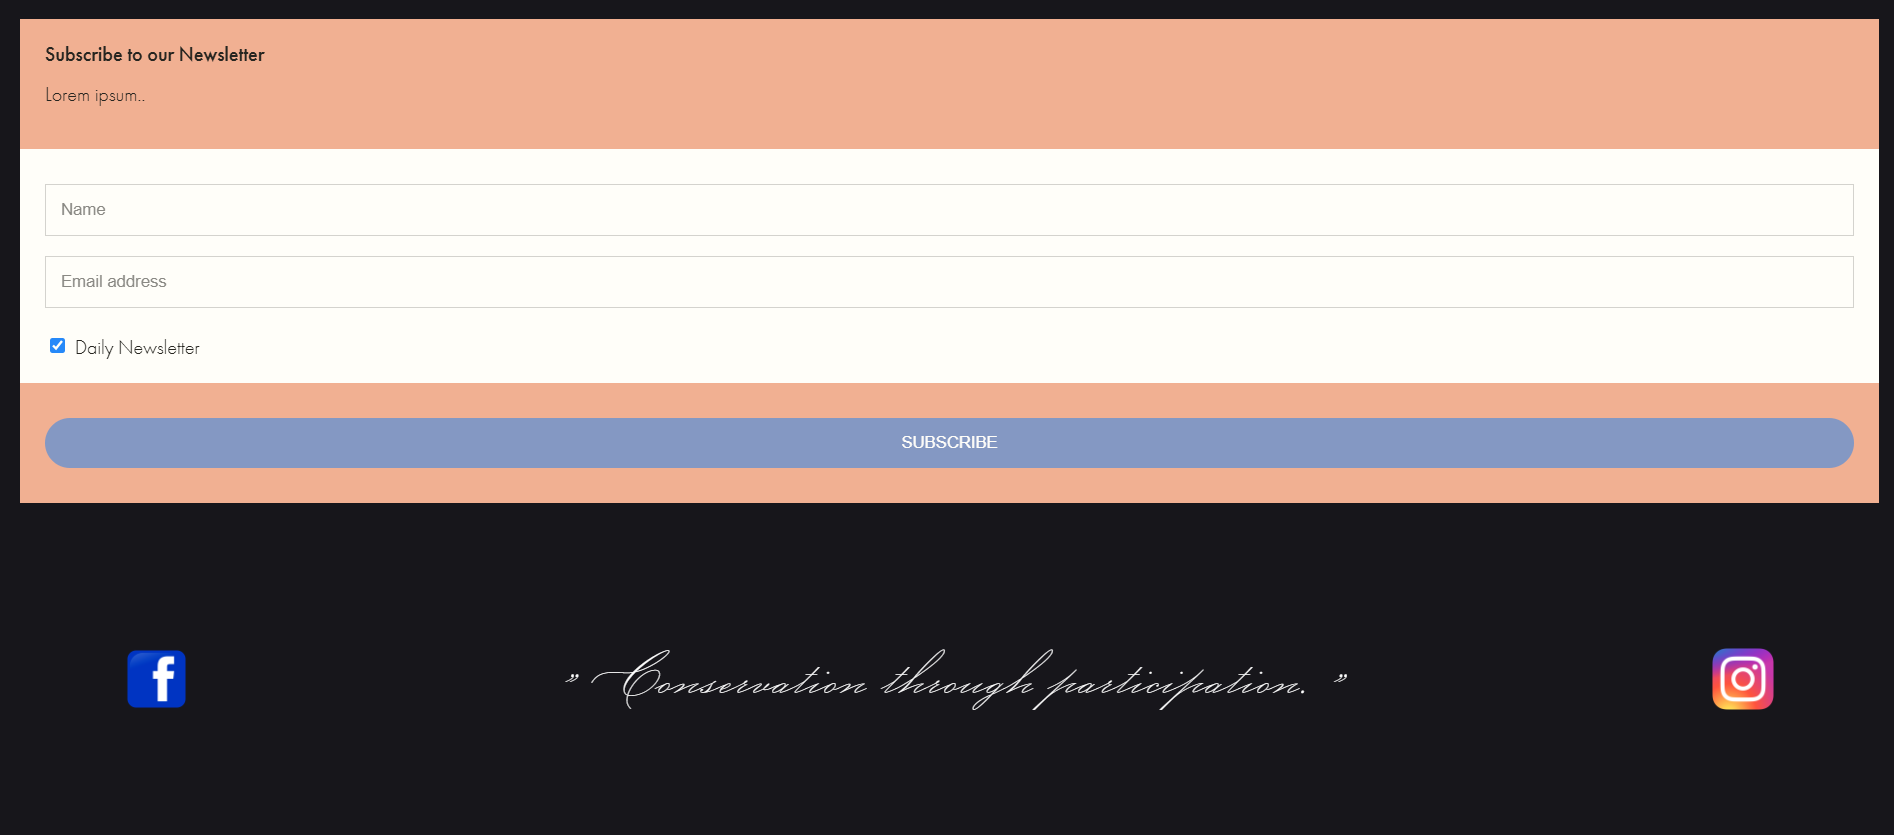 Subscribe to our Newsletter
Lorem ipsum..
Name
Email address
Daily Newsletter
SUBSCRIBE
f
" Conservation through participation. "